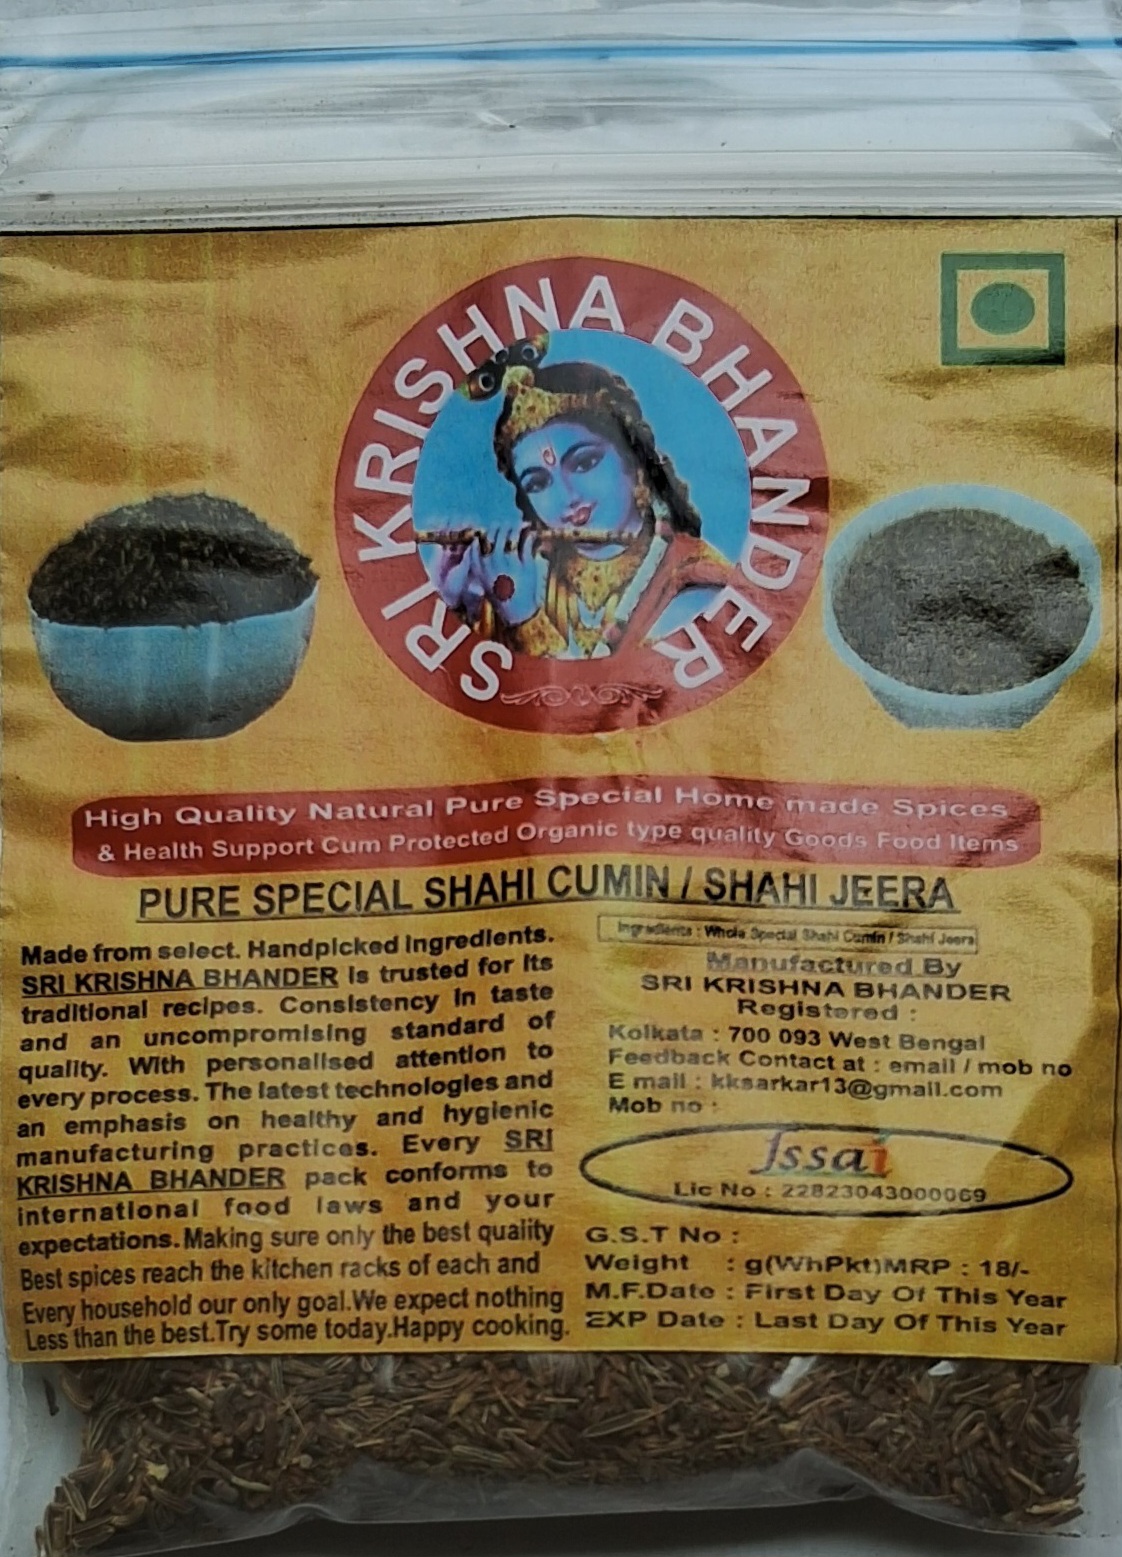 SRI KRISHNA BHANDER
High Quality Natural Pure Special Home made Spices
& Health Support Cum Protected Organic type quality Goods Food Items
PURE SPECIAL SHAHI CUMIN / SHAHI JEERA
Made from select. Handpicked Ingredients.
SRI KRISHNA BHANDER is trusted for its
traditional recipes. Consistency in taste
and an uncompromising standard of
quality. With personalised attention to
every process. The latest technologies and
an emphasis on healthy and hygienic
manufacturing practices. Every SRI
KRISHNA BHANDER pack conforms to
international food laws and your
expectations. Making sure only the best quality
Best spices reach the kitchen racks of each and
Every household our only goal.We expect nothing
Less than the best.Try some today.Happy cooking.
Ingredients : Whole Special Shahi Cumin / Shahi Jeera
Manufactured By
SRI KRISHNA BHANDER
Registered :
Kolkata : 700 093 West Bengal
Feedback Contact at : email / mob no
E mail : kksarkar13@gmail.com
Mob no :
fssai
Lic No : 22823043000069
G.S.T No :
Weight : g(WhPkt)MRP : 18/-
M.F.Date : First Day Of This Year
EXP Date : Last Day Of This Year